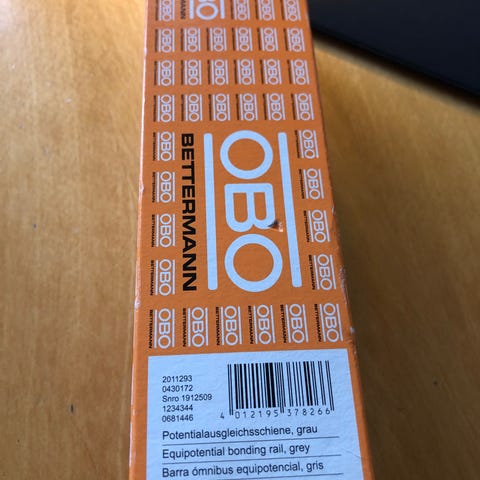 OBO
BETTERMANN
2011293
0430172
Snro 1912509
1234344
0681446
4 012195 378266
Potentialausgleichsschiene, grau
Equipotential bonding rail, grey
Barra ómnibus equipotencial, gris